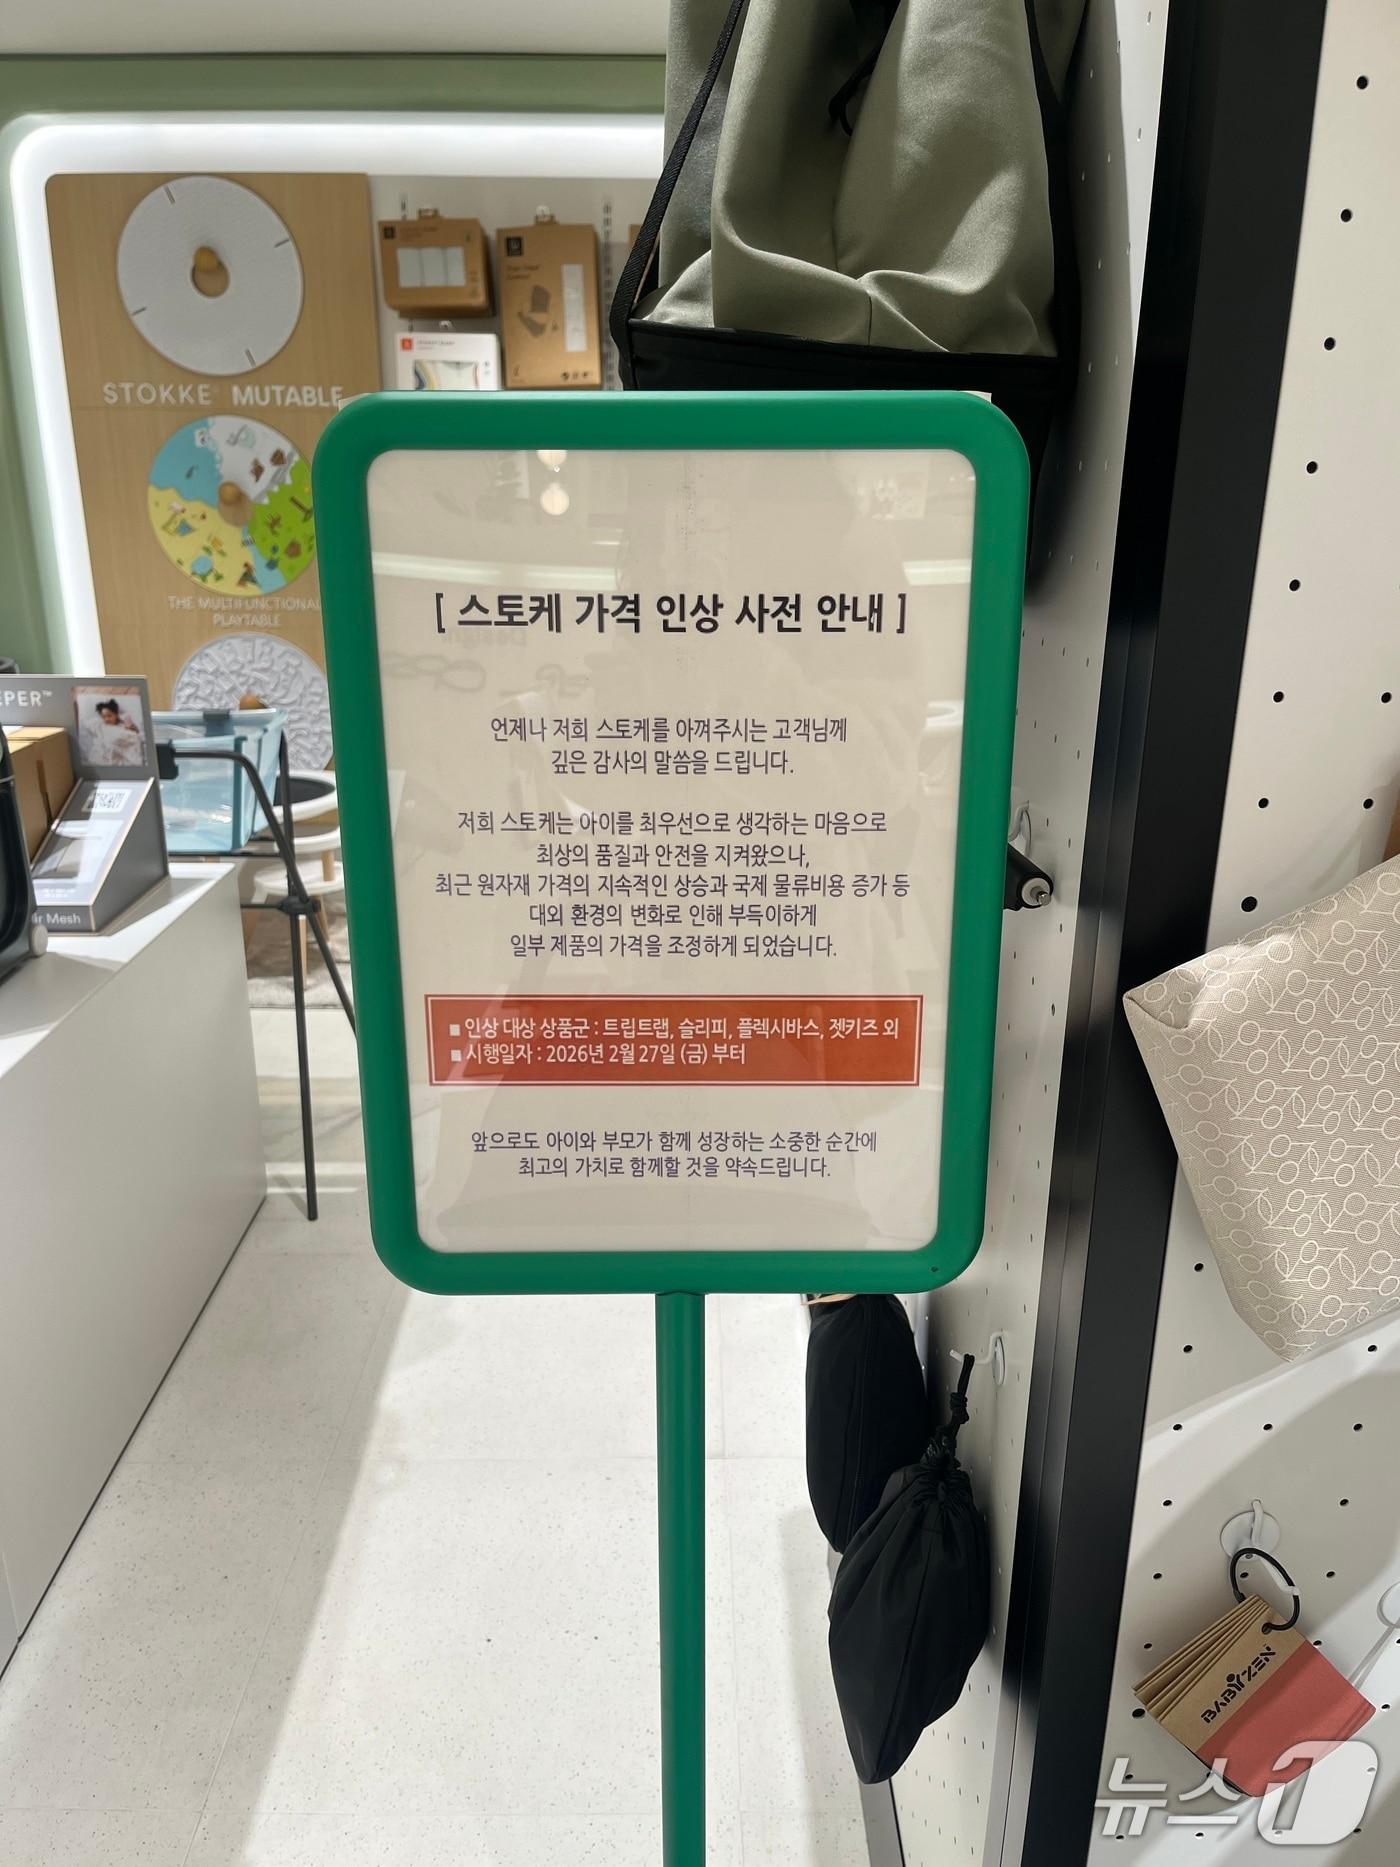 STOKKE MUTABLE
THE MULTIFUNCTIONAL
PLAYTABLE
EPER™
Mesh
[ 스토케 가격 인상 사전 안내 ]
언제나 저희 스토케를 아껴주시는 고객님께
깊은 감사의 말씀을 드립니다.
저희 스토케는 아이를 최우선으로 생각하는 마음으로
최상의 품질과 안전을 지켜왔으나,
최근 원자재 가격의 지속적인 상승과 국제 물류비용 증가 등
대외 환경의 변화로 인해 부득이하게
일부 제품의 가격을 조정하게 되었습니다.
■ 인상 대상 상품군 : 트립트랩, 슬리피, 플렉시바스, 젯키즈 외
■ 시행일자 : 2026년 2월 27일 (금) 부터
앞으로도 아이와 부모가 함께 성장하는 소중한 순간에
최고의 가치로 함께할 것을 약속드립니다.
BABYZEN
뉴스1